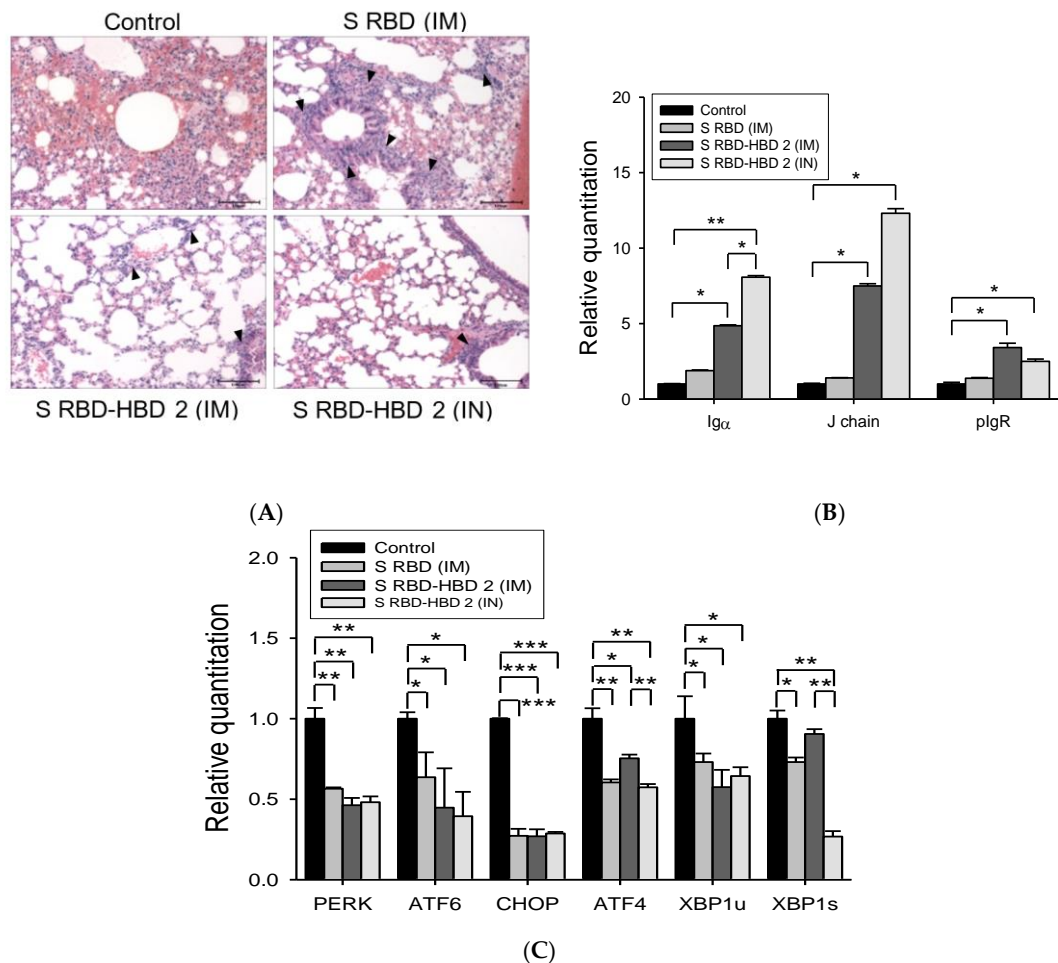 Control
S RBD (IM)
S RBD-HBD 2 (IM)
S RBD-HBD 2 (IN)
(A)
20
15
10
5
0
Relative quantitation
Control
S RBD (IM)
S RBD-HBD 2 (IM)
S RBD-HBD 2 (IN)
*
**
*
*
*
*
*
*
Igα
J chain
pIgR
(B)
2.0
1.5
1.0
0.5
0.0
Relative quantitation
Control
S RBD (IM)
S RBD-HBD 2 (IM)
S RBD-HBD 2 (IN)
**
**
**
*
*
*
***
***
***
**
*
**
**
*
*
*
**
*
**
PERK
ATF6
CHOP
ATF4
XBP1u
XBP1s
(C)